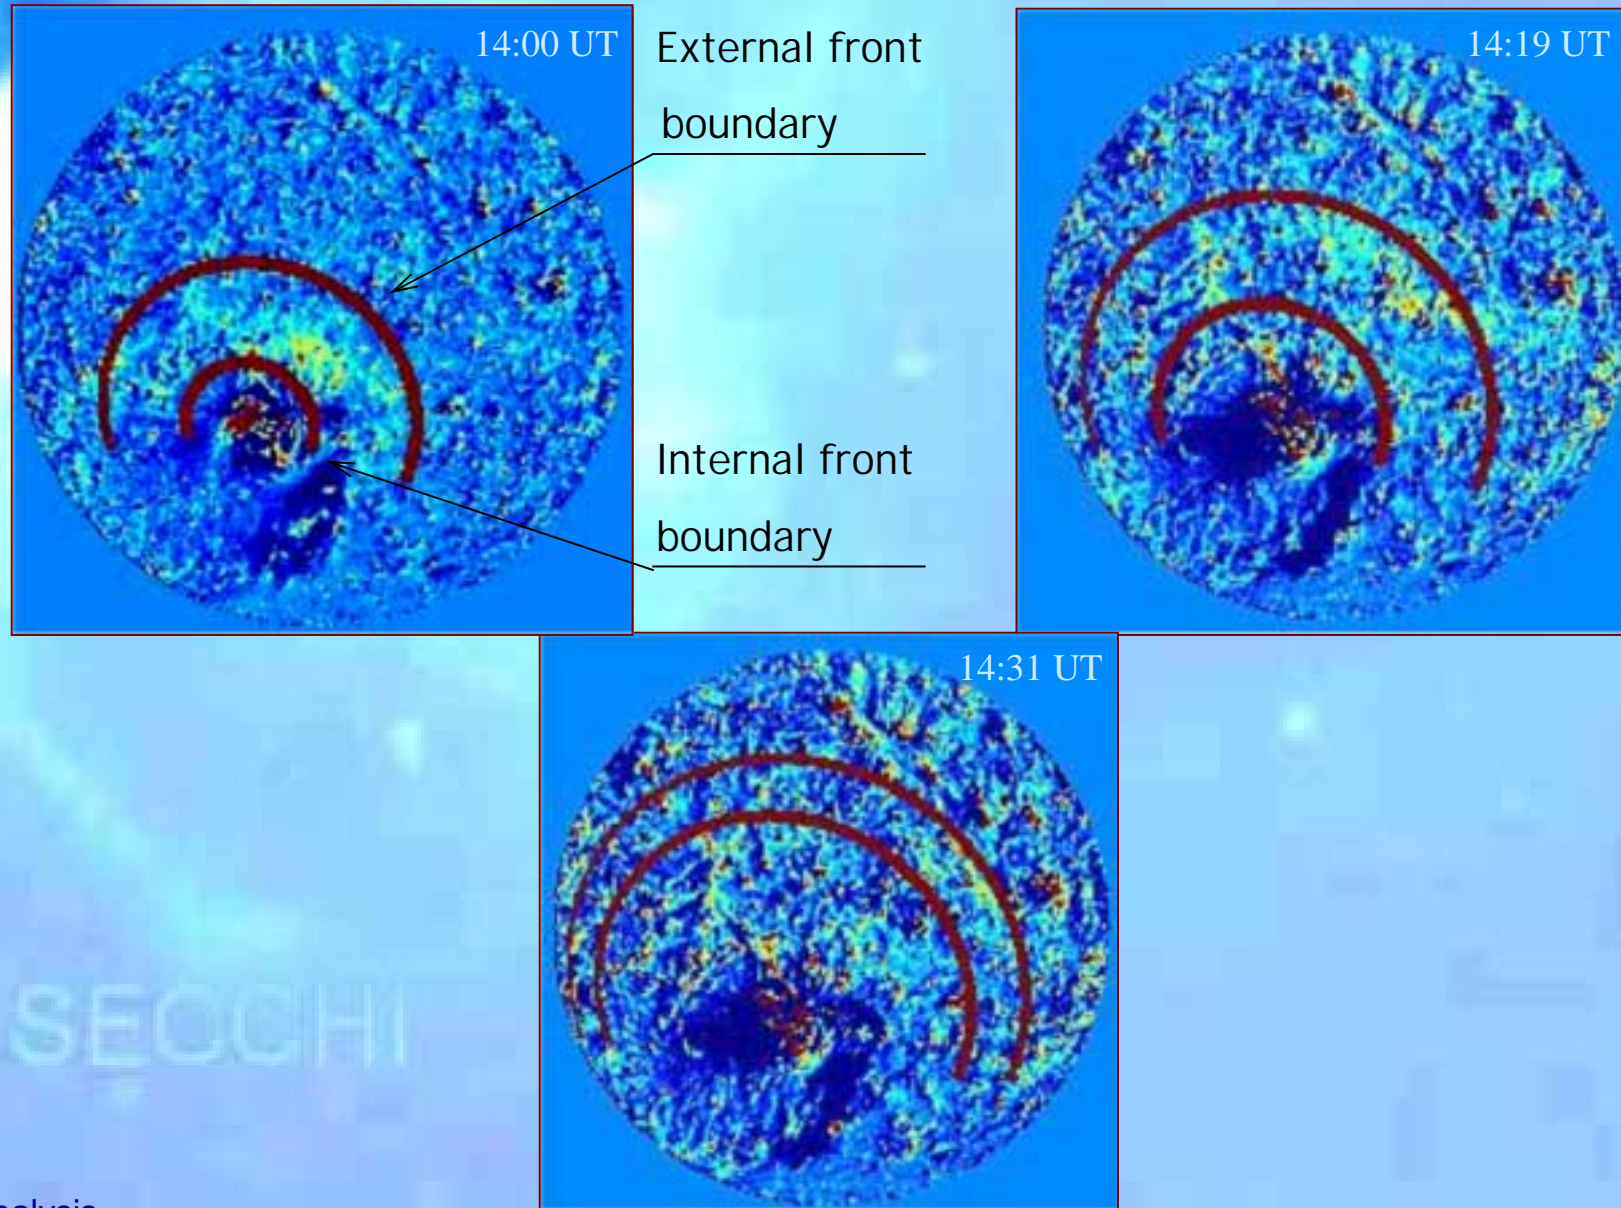 14:00 UT
External front
boundary
14:19 UT
Internal front
boundary
14:31 UT
SECCHI